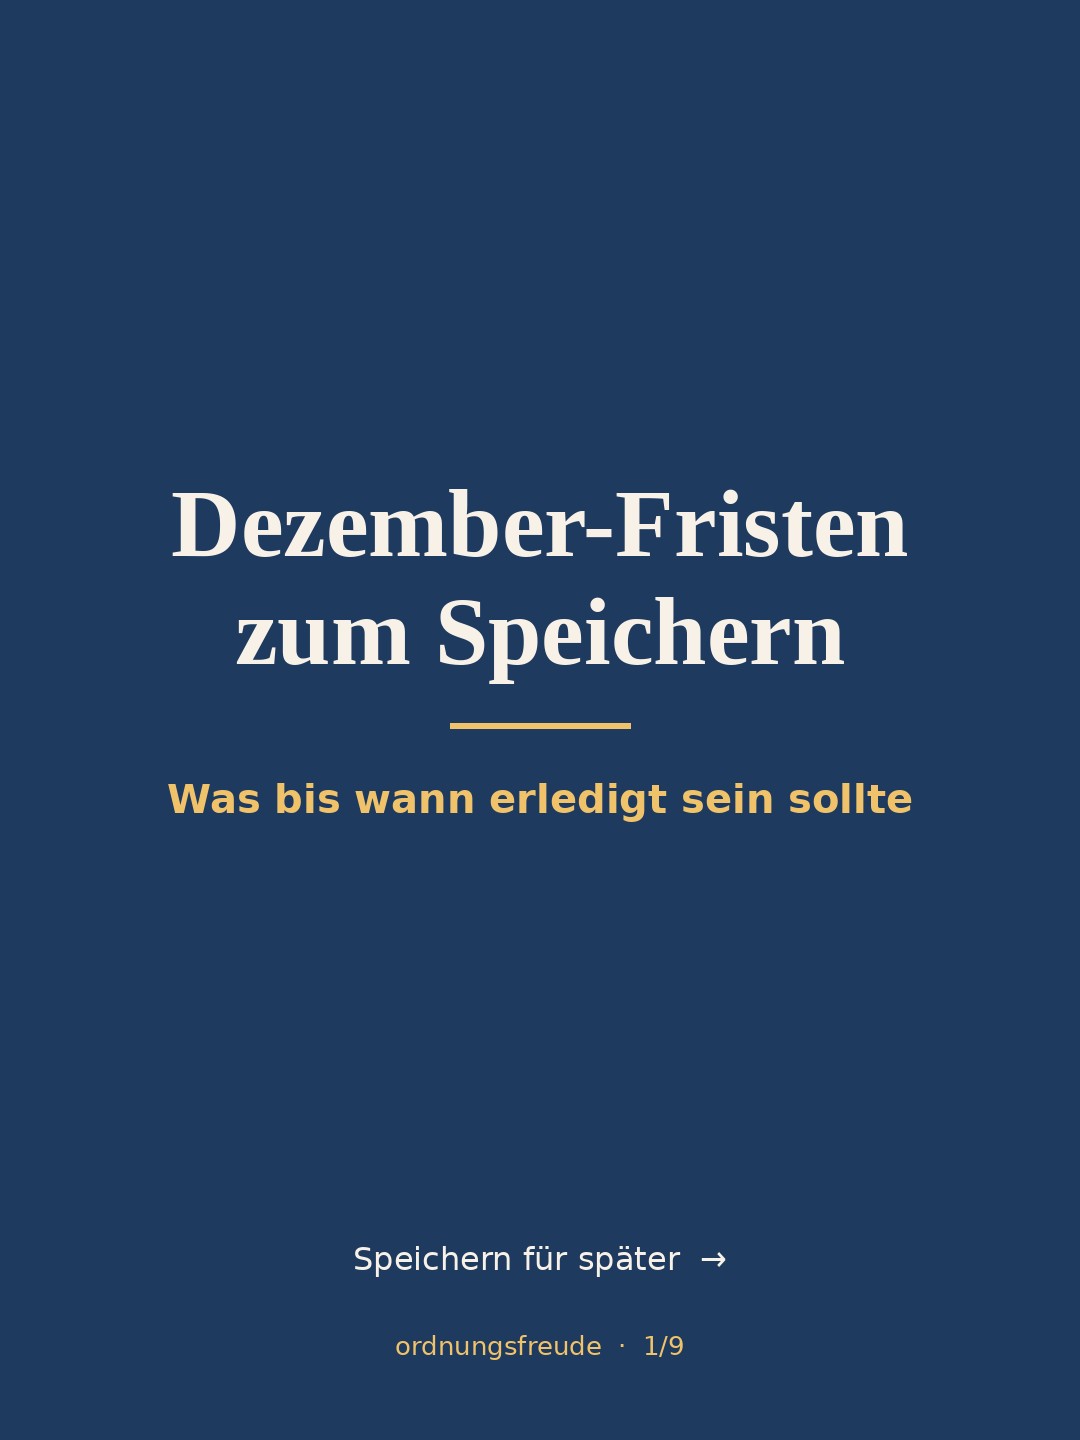 Dezember-Fristen
zum Speichern
Was bis wann erledigt sein sollte
Speichern für später →
ordnungsfreude · 1/9